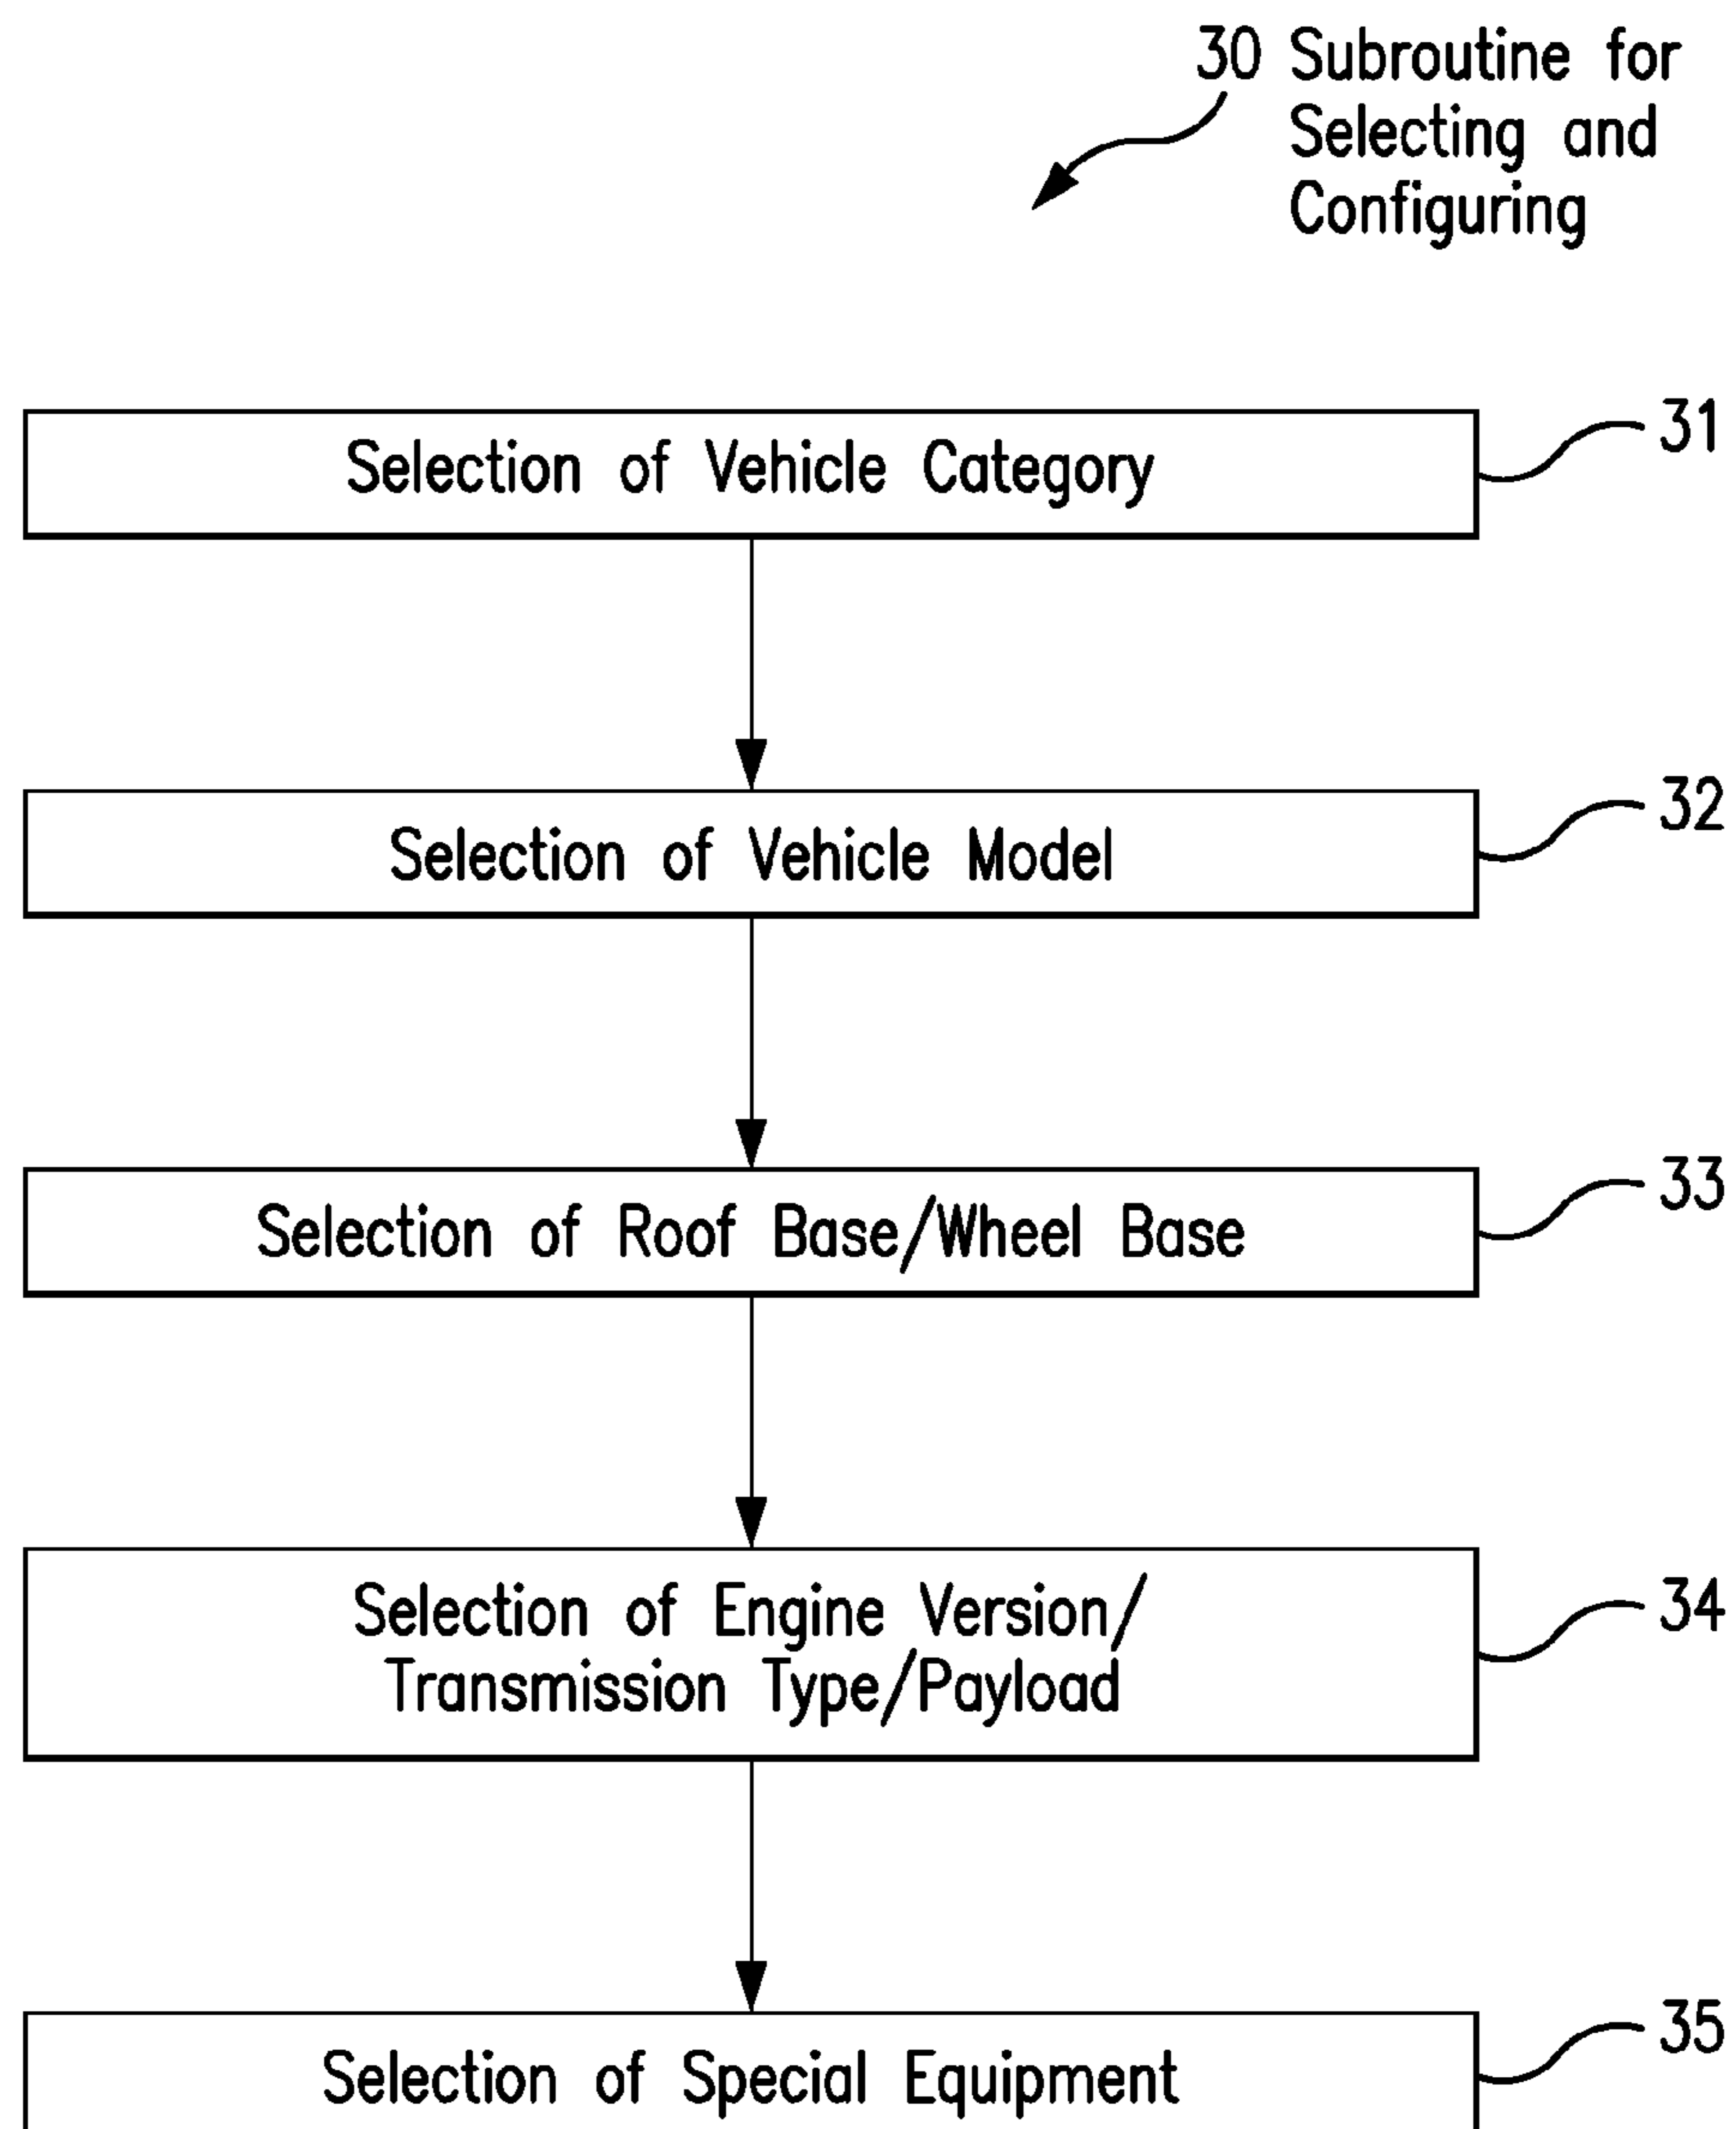 30 Subroutine for
Selecting and
Configuring
Selection of Vehicle Category
31
Selection of Vehicle Model
32
Selection of Roof Base/Wheel Base
33
Selection of Engine Version/
Transmission Type/Payload
34
Selection of Special Equipment
35